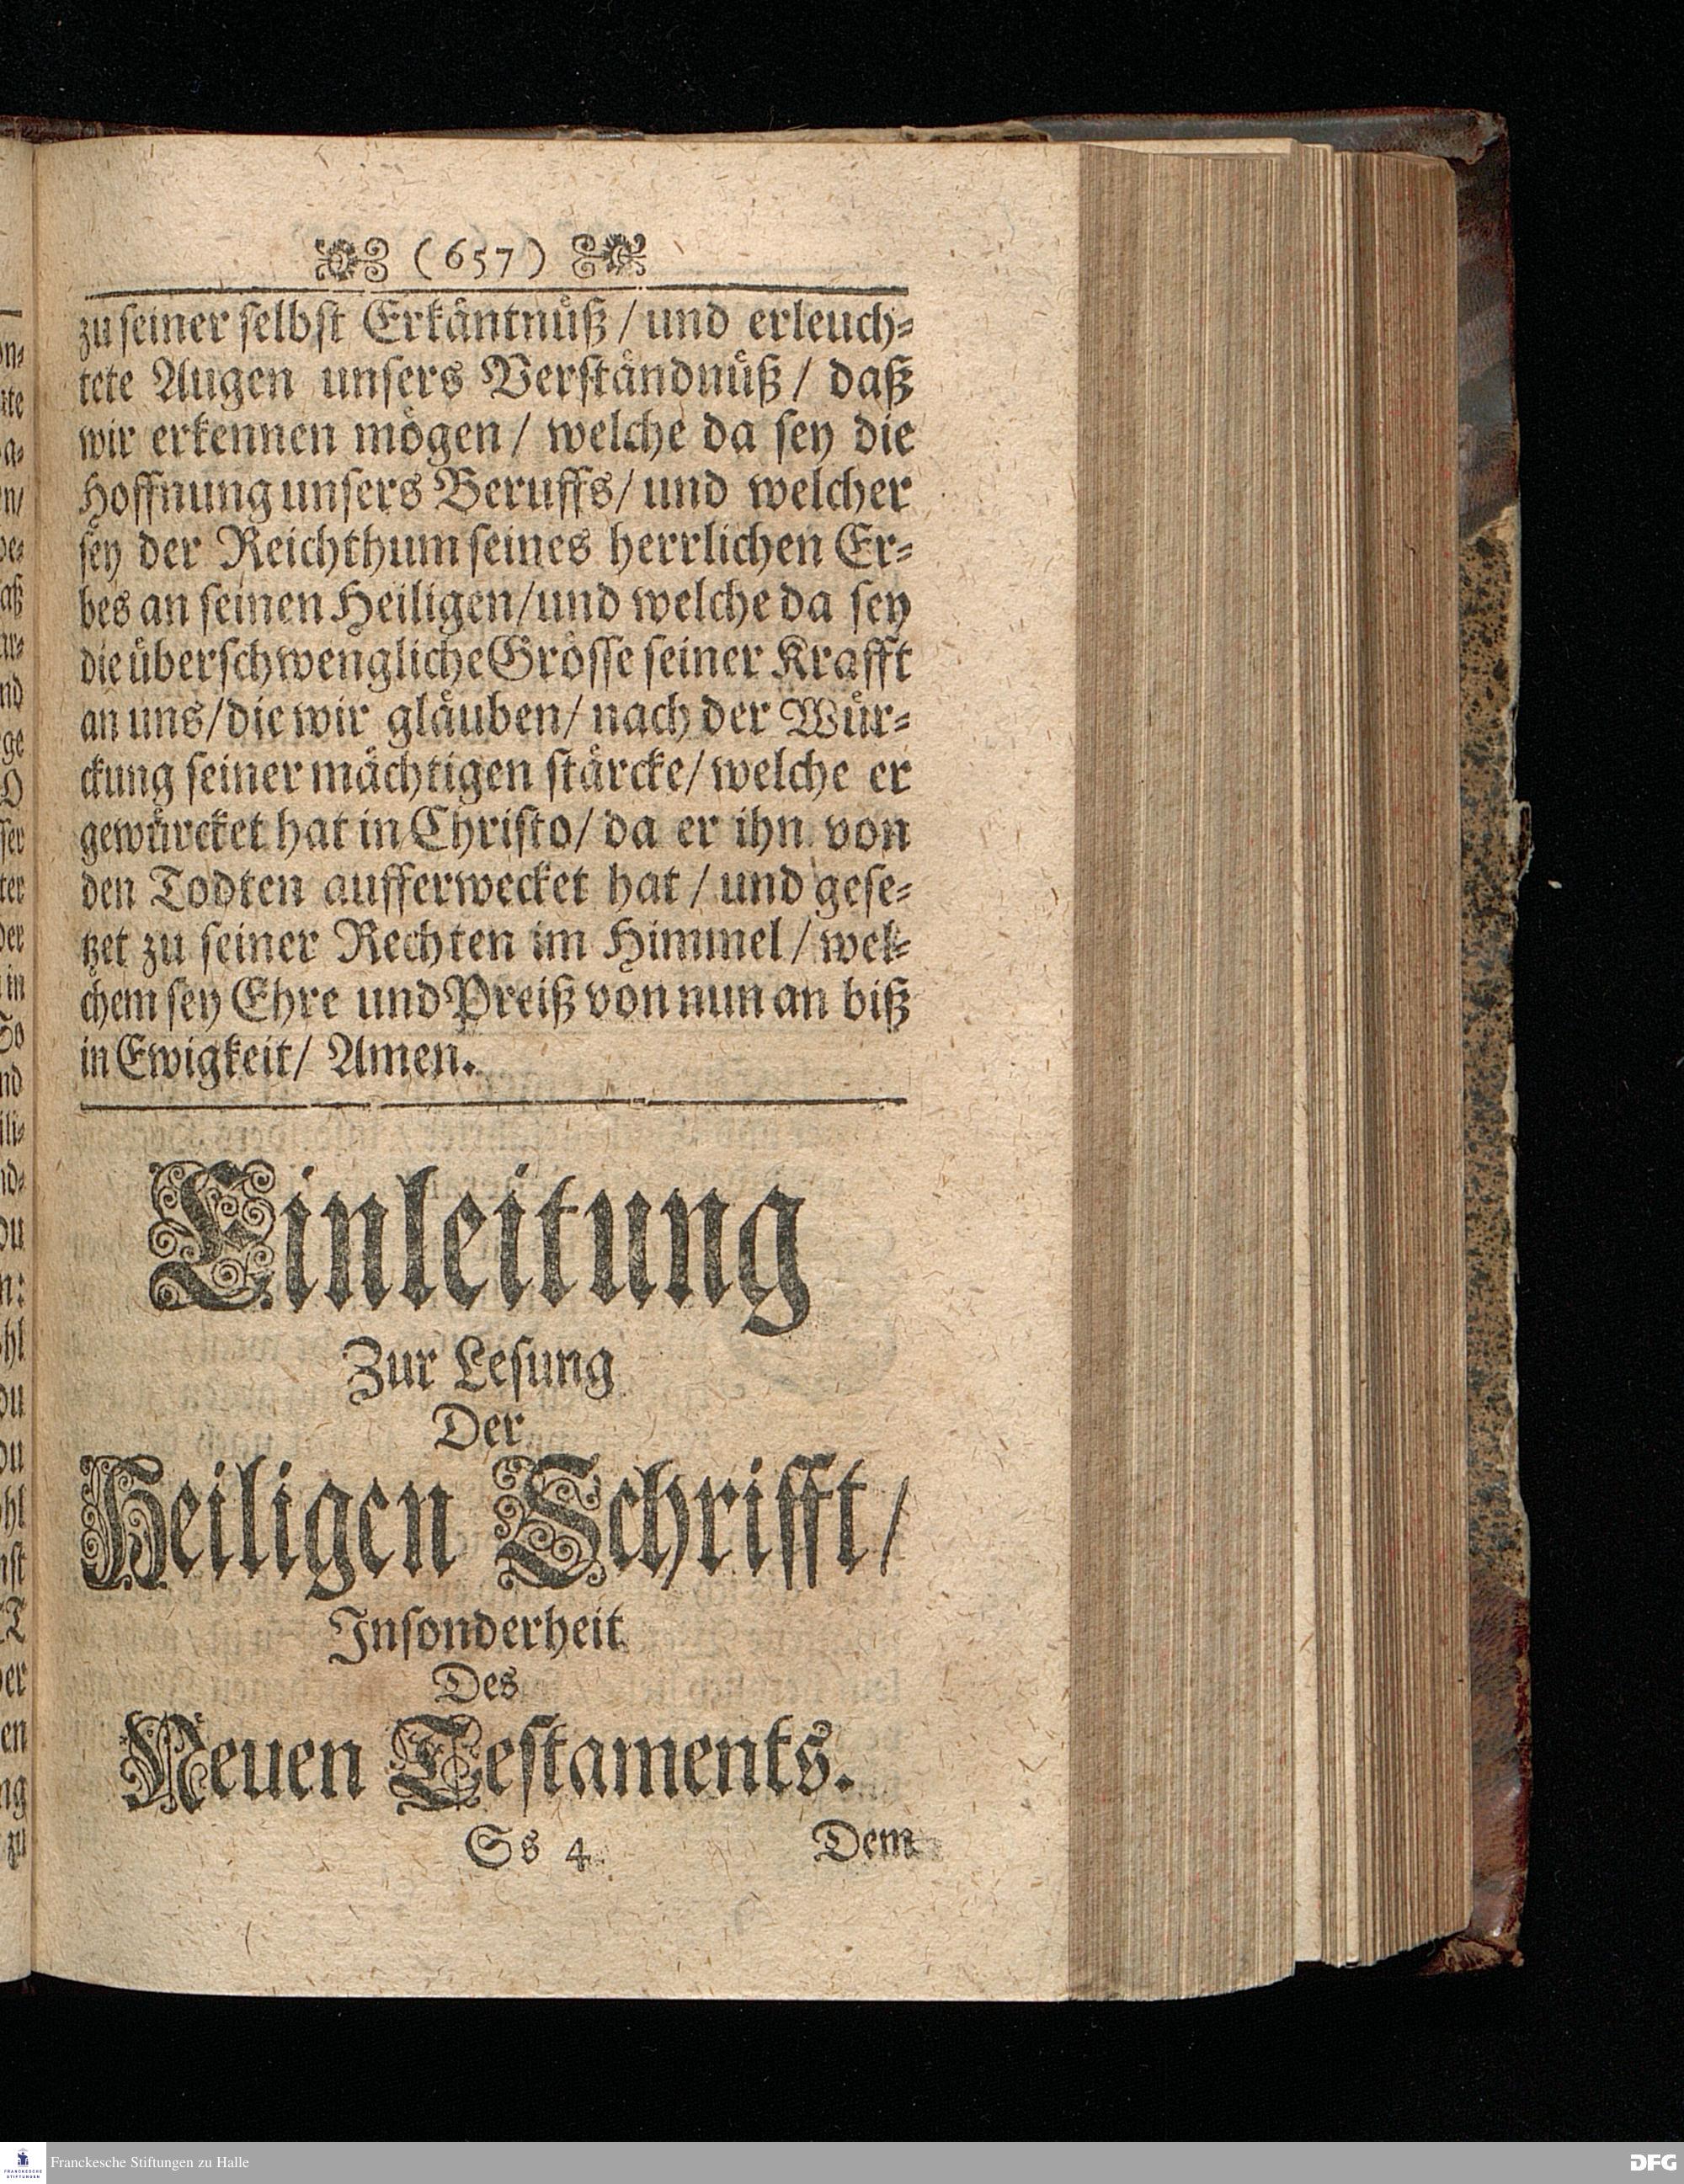 (657)
zu seiner selbst Erkäntnüß / und erleuch-
tete Augen unsers Verständnüß / daß
wir erkennen mögen / welche da sey die
Hoffnung unsers Beruffs / und welcher
sey der Reichthum seines herrlichen Er-
bes an seinen Heiligen / und welche da sey
die überschwengliche Grösse seiner Krafft
an uns / die wir gläuben / nach der Wür-
ckung seiner mächtigen stärcke / welche er
gewürcket hat in Christo / da er ihn von
den Todten aufferwecket hat / und gese-
tzet zu seiner Rechten im Himmel / wel-
chem sey Ehre und Preiß von nun an biß
in Ewigkeit / Amen.
Einleitung
Zur Lesung
Der
Heiligen Schrifft /
Insonderheit
Des
Neuen Testaments.
Ss 4 Dem
Franckesche Stiftungen zu Halle
DFG